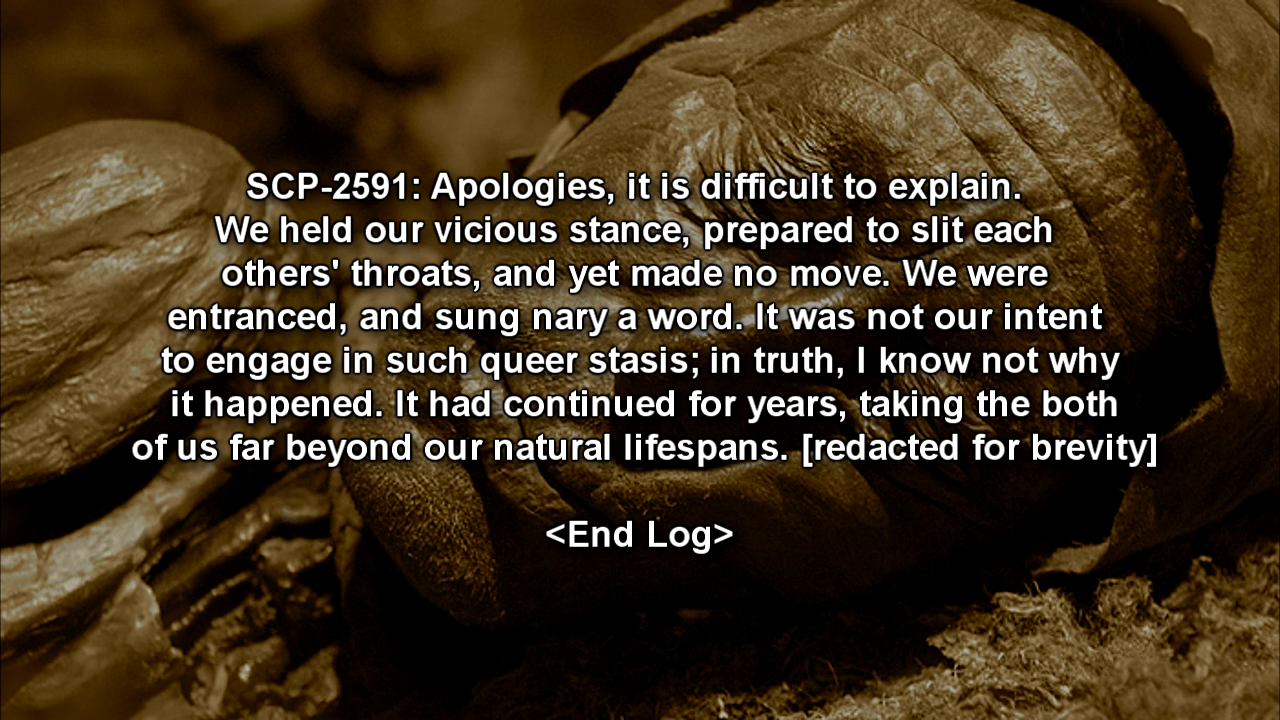 SCP-2591: Apologies, it is difficult to explain.
We held our vicious stance, prepared to slit each
others' throats, and yet made no move. We were
entranced, and sung nary a word. It was not our intent
to engage in such queer stasis; in truth, I know not why
it happened. It had continued for years, taking the both
of us far beyond our natural lifespans. [redacted for brevity]
<End Log>